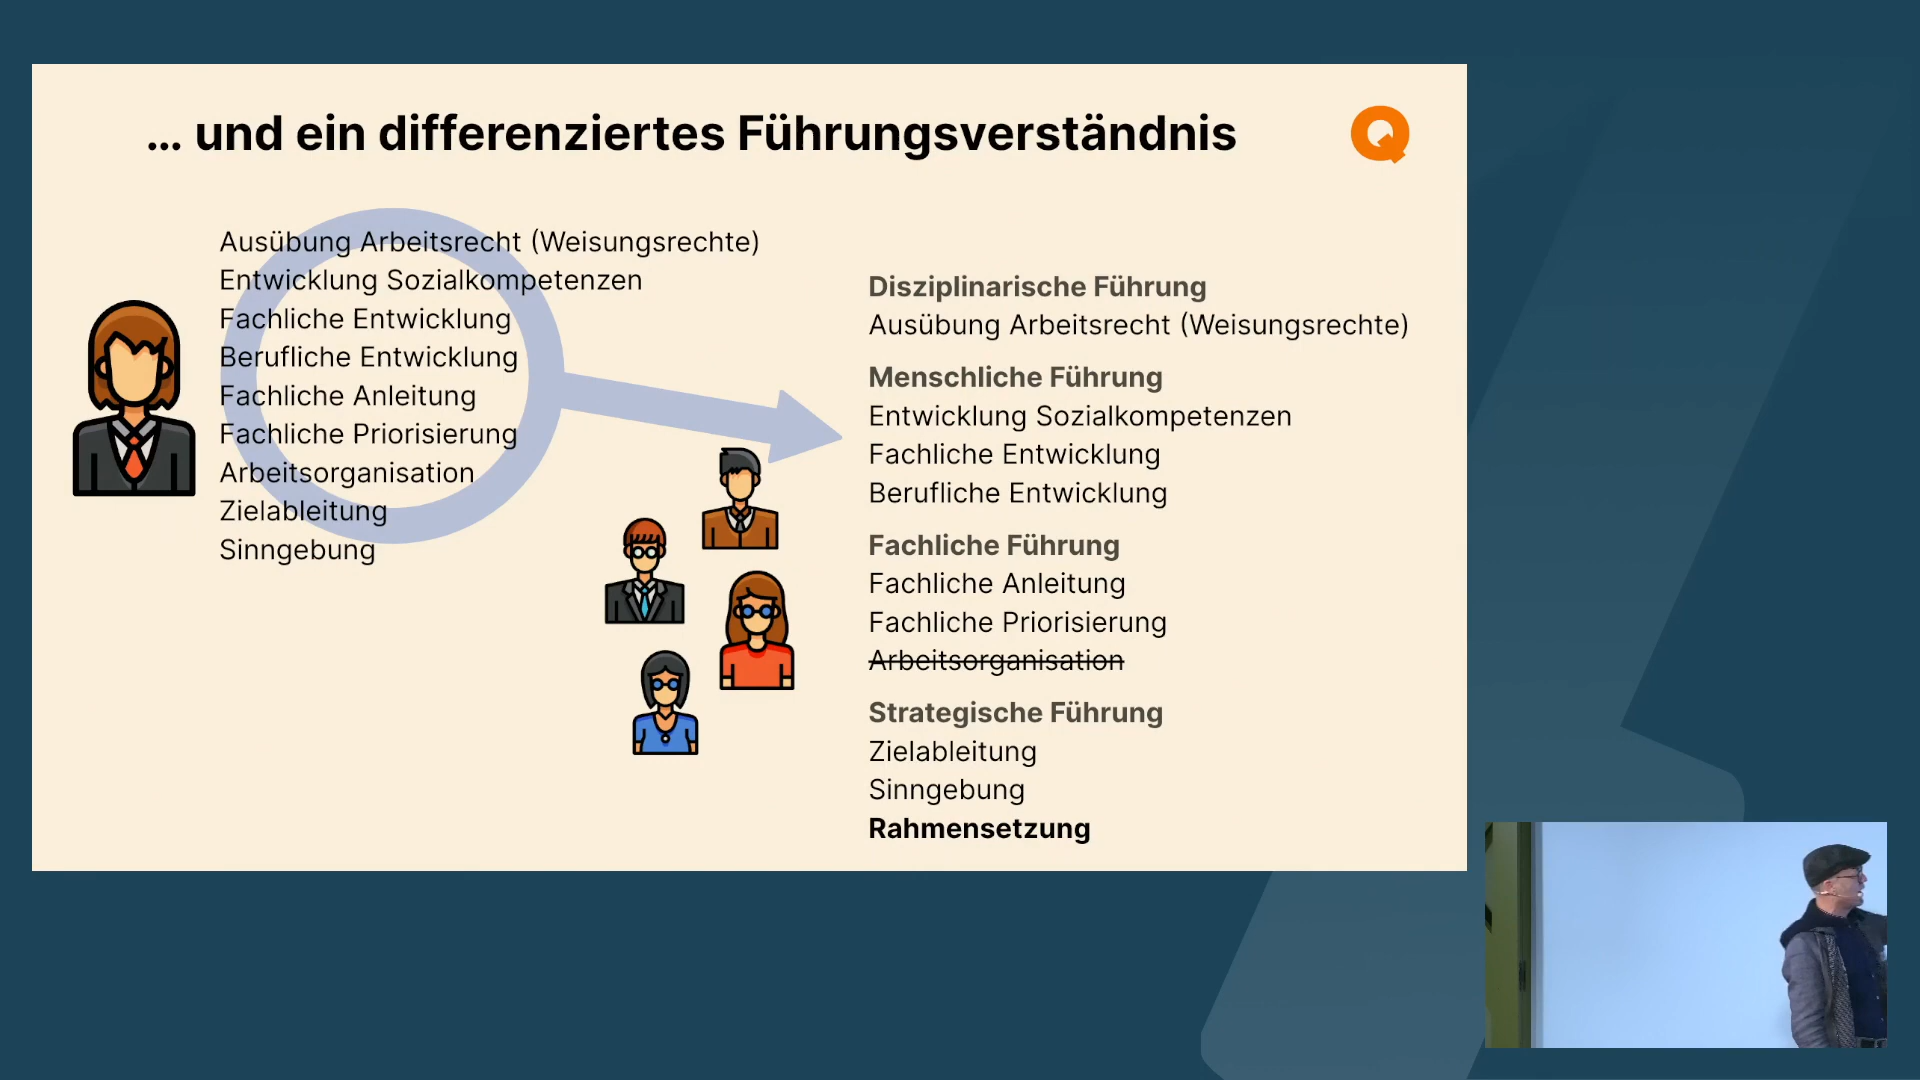 ... und ein differenziertes Führungsverständnis
Ausübung Arbeitsrecht (Weisungsrechte)
Entwicklung Sozialkompetenzen
Fachliche Entwicklung
Berufliche Entwicklung
Fachliche Anleitung
Fachliche Priorisierung
Arbeitsorganisation
Zielableitung
Sinngebung
Disziplinarische Führung
Ausübung Arbeitsrecht (Weisungsrechte)
Menschliche Führung
Entwicklung Sozialkompetenzen
Fachliche Entwicklung
Berufliche Entwicklung
Fachliche Führung
Fachliche Anleitung
Fachliche Priorisierung
Arbeitsorganisation
Strategische Führung
Zielableitung
Sinngebung
Rahmensetzung